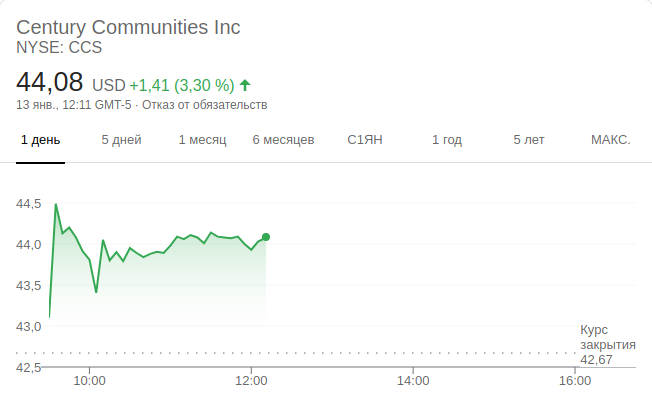 Century Communities Inc
NYSE: CCS
44,08 USD +1,41 (3,30 %)
13 янв., 12:11 GMT-5 · Отказ от обязательств
1 день 5 дней 1 месяц 6 месяцев С1ЯН 1 год 5 лет МАКС.
44,5
44,0
43,5
43,0
42,5
Курс
закрытия
42,67
10:00 12:00 14:00 16:00